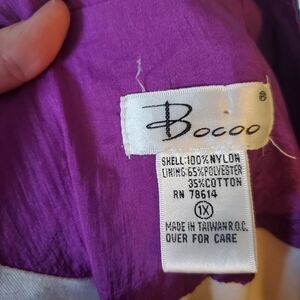 Bocoo ®
SHELL:100%NYLON
LINING:65%POLYESTER
35%COTTON
RN 78614
1X
MADE IN TAIWAN R.O.C.
OVER FOR CARE